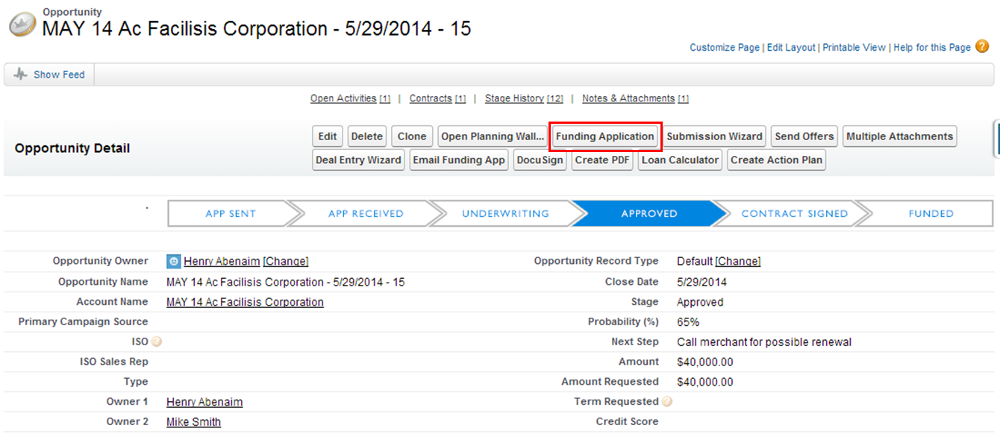 Opportunity
MAY 14 Ac Facilisis Corporation - 5/29/2014 - 15
Customize Page | Edit Layout | Printable View | Help for this Page ?
Show Feed
Open Activities [1] | Contracts [1] | Stage History [12] | Notes & Attachments [1]
Opportunity Detail
Edit Delete Clone Open Planning Wall... Funding Application Submission Wizard Send Offers Multiple Attachments
Deal Entry Wizard Email Funding App DocuSign Create PDF Loan Calculator Create Action Plan
APP SENT APP RECEIVED UNDERWRITING APPROVED CONTRACT SIGNED FUNDED
Opportunity Owner Henry Abenaim [Change] Opportunity Record Type Default [Change]
Opportunity Name MAY 14 Ac Facilisis Corporation - 5/29/2014 - 15 Close Date 5/29/2014
Account Name MAY 14 Ac Facilisis Corporation Stage Approved
Primary Campaign Source Probability (%) 65%
ISO ? Next Step Call merchant for possible renewal
ISO Sales Rep Amount $40,000.00
Type Amount Requested $40,000.00
Owner 1 Henry Abenaim Term Requested ?
Owner 2 Mike Smith Credit Score